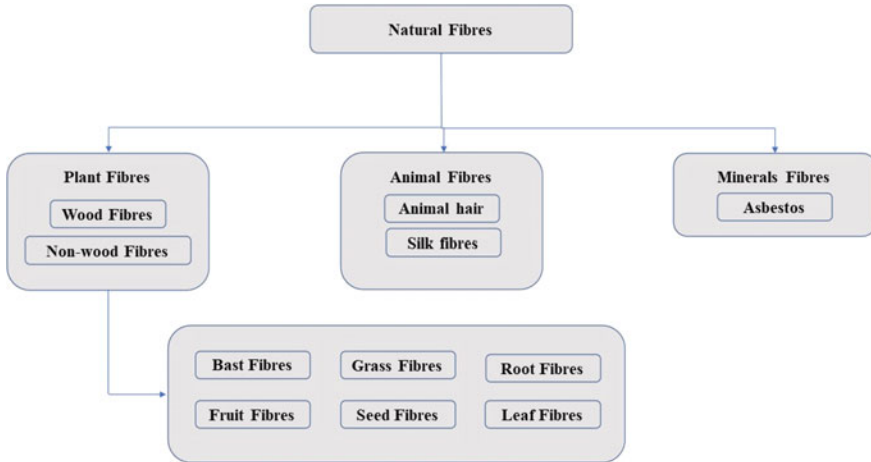 Natural Fibres
Plant Fibres
Wood Fibres
Non-wood Fibres
Animal Fibres
Animal hair
Silk fibres
Minerals Fibres
Asbestos
Bast Fibres
Grass Fibres
Root Fibres
Fruit Fibres
Seed Fibres
Leaf Fibres